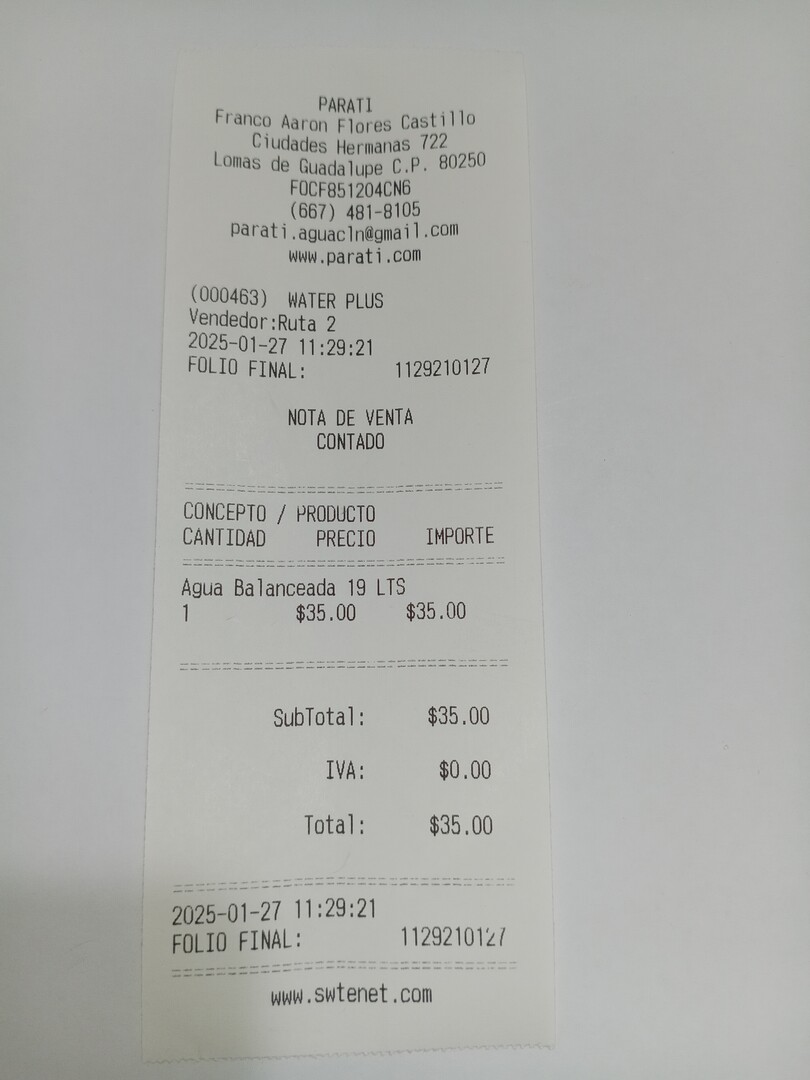 PARATI
Franco Aaron Flores Castillo
Ciudades Hermanas 722
Lomas de Guadalupe C.P. 80250
FOCF851204CN6
(667) 481-8105
parati.aguacln@gmail.com
www.parati.com
(000463) WATER PLUS
Vendedor:Ruta 2
2025-01-27 11:29:21
FOLIO FINAL: 1129210127
NOTA DE VENTA
CONTADO
CONCEPTO / PRODUCTO
CANTIDAD PRECIO IMPORTE
Agua Balanceada 19 LTS
1 $35.00 $35.00
SubTotal: $35.00
IVA: $0.00
Total: $35.00
2025-01-27 11:29:21
FOLIO FINAL: 1129210127
www.swtenet.com